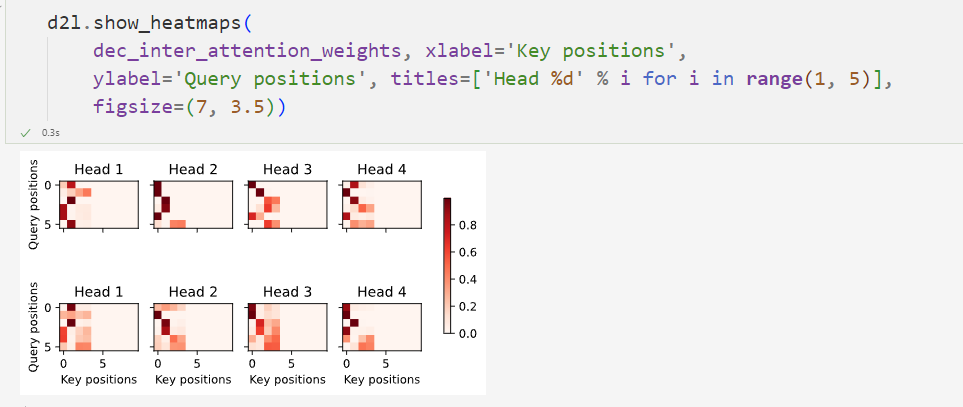 d2l.show_heatmaps(
dec_inter_attention_weights, xlabel='Key positions',
ylabel='Query positions', titles=['Head %d' % i for i in range(1, 5)],
figsize=(7, 3.5))
✓ 0.3s
Head 1 Head 2 Head 3 Head 4
Query positions
0
5
0.8
0.6
0.4
0.2
0.0
Head 1 Head 2 Head 3 Head 4
Query positions
0
5
0 5 0 5 0 5 0 5
Key positions Key positions Key positions Key positions